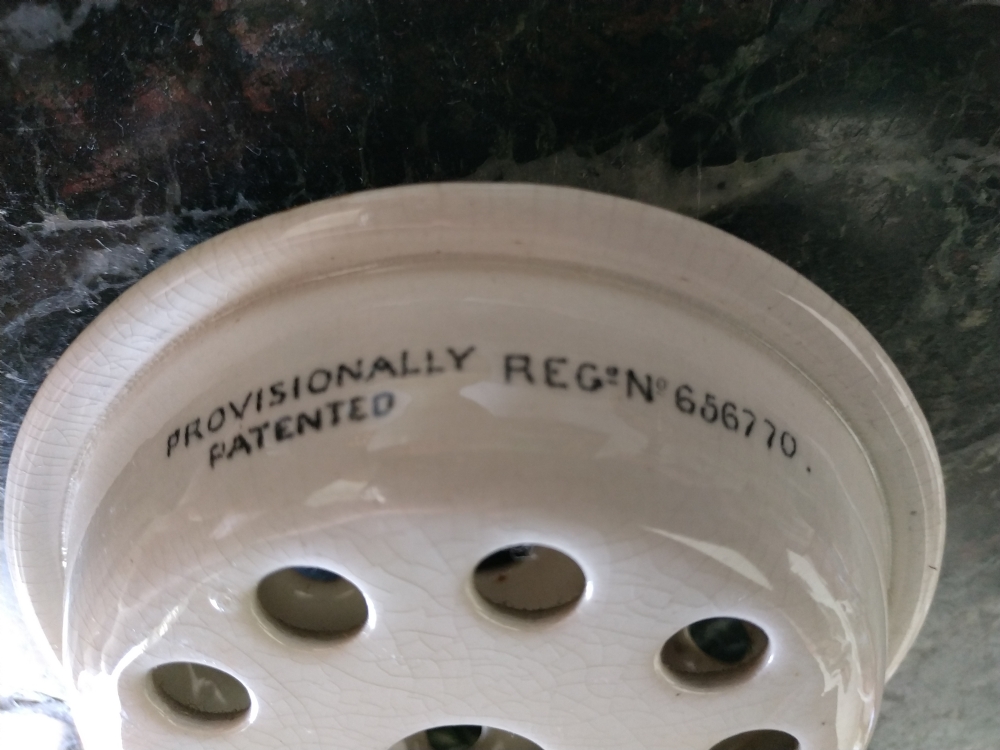 PROVISIONALLY
PATENTED
REGᴰ Nº 656770.